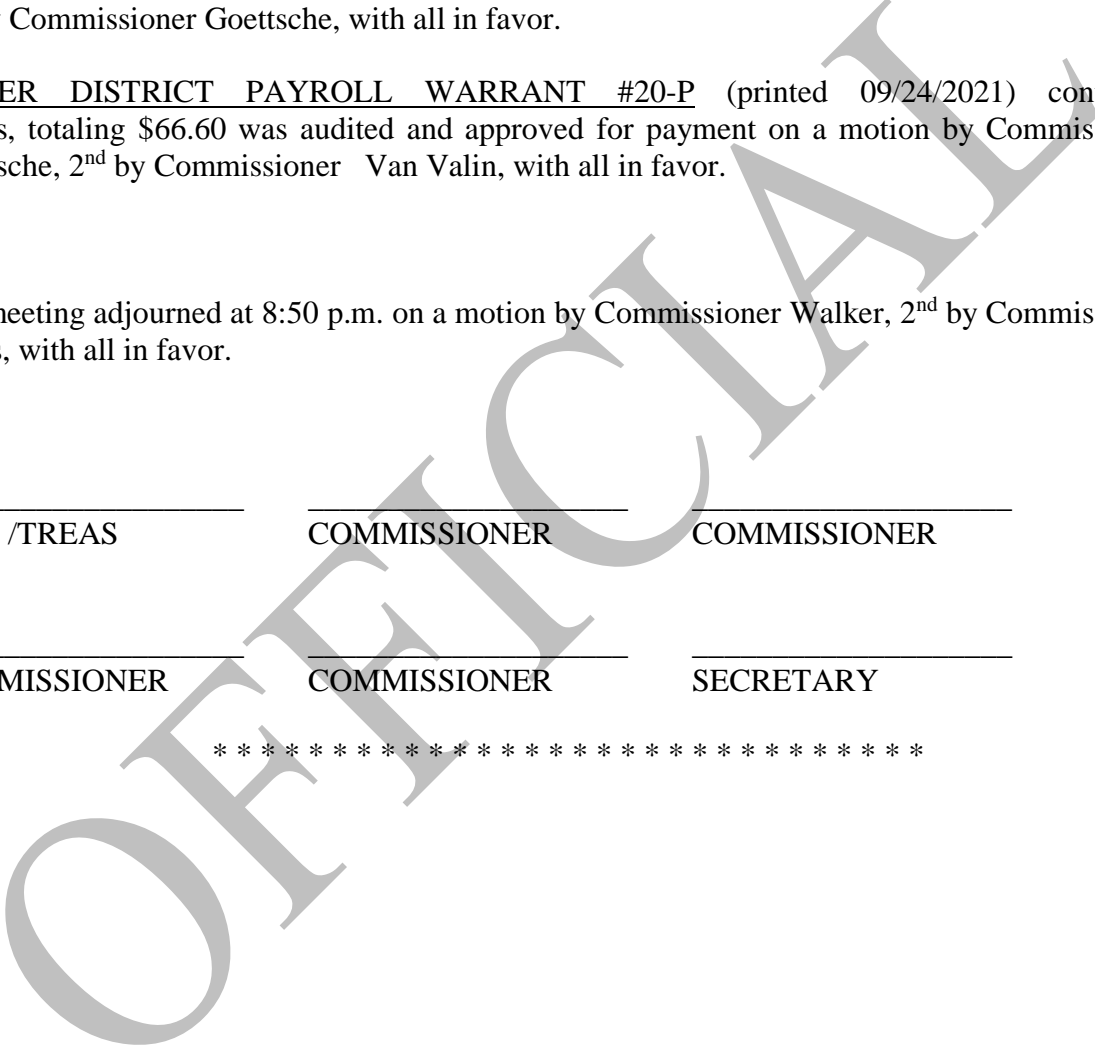 Commissioner Goettsche, with all in favor.
ER DISTRICT PAYROLL WARRANT #20-P (printed 09/24/2021) con
s, totaling $66.60 was audited and approved for payment on a motion by Commis
sche, 2nd by Commissioner Van Valin, with all in favor.
neeting adjourned at 8:50 p.m. on a motion by Commissioner Walker, 2nd by Commis
s, with all in favor.
/TREAS COMMISSIONER COMMISSIONER
MISSIONER COMMISSIONER SECRETARY
* * * * * * * * * * * * * * * * * * * * * * * * * * * * * *
OFFICIAL